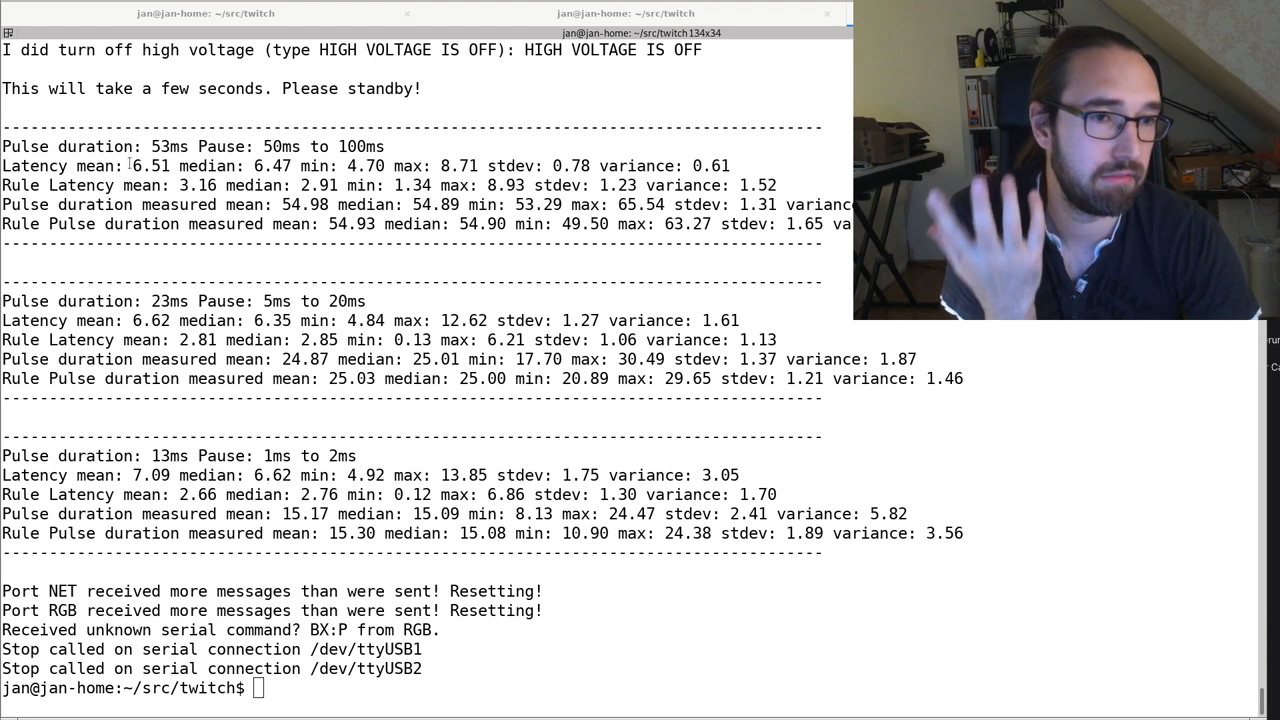 jan@jan-home: ~/src/twitch × jan@jan-home: ~/src/twitch ×
jan@jan-home: ~/src/twitch134x34
I did turn off high voltage (type HIGH VOLTAGE IS OFF): HIGH VOLTAGE IS OFF
This will take a few seconds. Please standby!
--------------------------------------------------------------------------------------
Pulse duration: 53ms Pause: 50ms to 100ms
Latency mean: 6.51 median: 6.47 min: 4.70 max: 8.71 stdev: 0.78 variance: 0.61
Rule Latency mean: 3.16 median: 2.91 min: 1.34 max: 8.93 stdev: 1.23 variance: 1.52
Pulse duration measured mean: 54.98 median: 54.89 min: 53.29 max: 65.54 stdev: 1.31 varianc
Rule Pulse duration measured mean: 54.93 median: 54.90 min: 49.50 max: 63.27 stdev: 1.65 va
--------------------------------------------------------------------------------------
--------------------------------------------------------------------------------------
Pulse duration: 23ms Pause: 5ms to 20ms
Latency mean: 6.62 median: 6.35 min: 4.84 max: 12.62 stdev: 1.27 variance: 1.61
Rule Latency mean: 2.81 median: 2.85 min: 0.13 max: 6.21 stdev: 1.06 variance: 1.13
Pulse duration measured mean: 24.87 median: 25.01 min: 17.70 max: 30.49 stdev: 1.37 variance: 1.87
Rule Pulse duration measured mean: 25.03 median: 25.00 min: 20.89 max: 29.65 stdev: 1.21 variance: 1.46
--------------------------------------------------------------------------------------
--------------------------------------------------------------------------------------
Pulse duration: 13ms Pause: 1ms to 2ms
Latency mean: 7.09 median: 6.62 min: 4.92 max: 13.85 stdev: 1.75 variance: 3.05
Rule Latency mean: 2.66 median: 2.76 min: 0.12 max: 6.86 stdev: 1.30 variance: 1.70
Pulse duration measured mean: 15.17 median: 15.09 min: 8.13 max: 24.47 stdev: 2.41 variance: 5.82
Rule Pulse duration measured mean: 15.30 median: 15.08 min: 10.90 max: 24.38 stdev: 1.89 variance: 3.56
--------------------------------------------------------------------------------------
Port NET received more messages than were sent! Resetting!
Port RGB received more messages than were sent! Resetting!
Received unknown serial command? BX:P from RGB.
Stop called on serial connection /dev/ttyUSB1
Stop called on serial connection /dev/ttyUSB2
jan@jan-home:~/src/twitch$